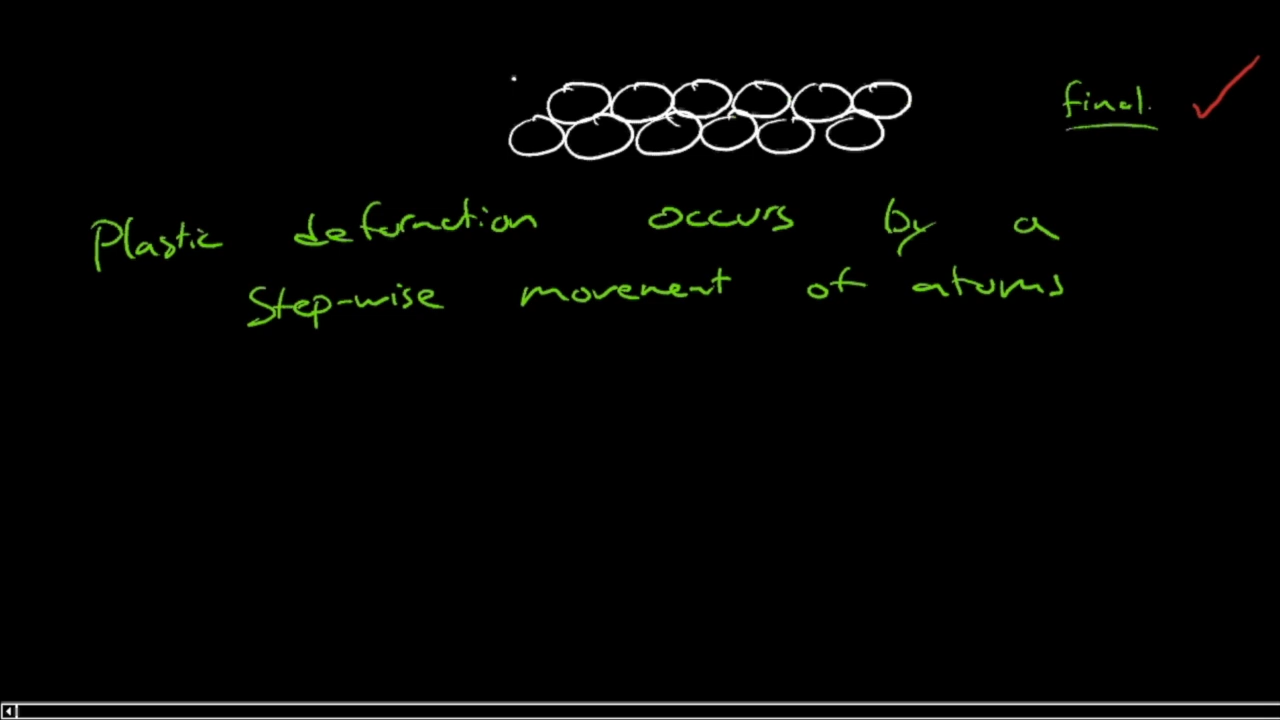 final.
Plastic deformation occurs by a
Step-wise movement of atoms